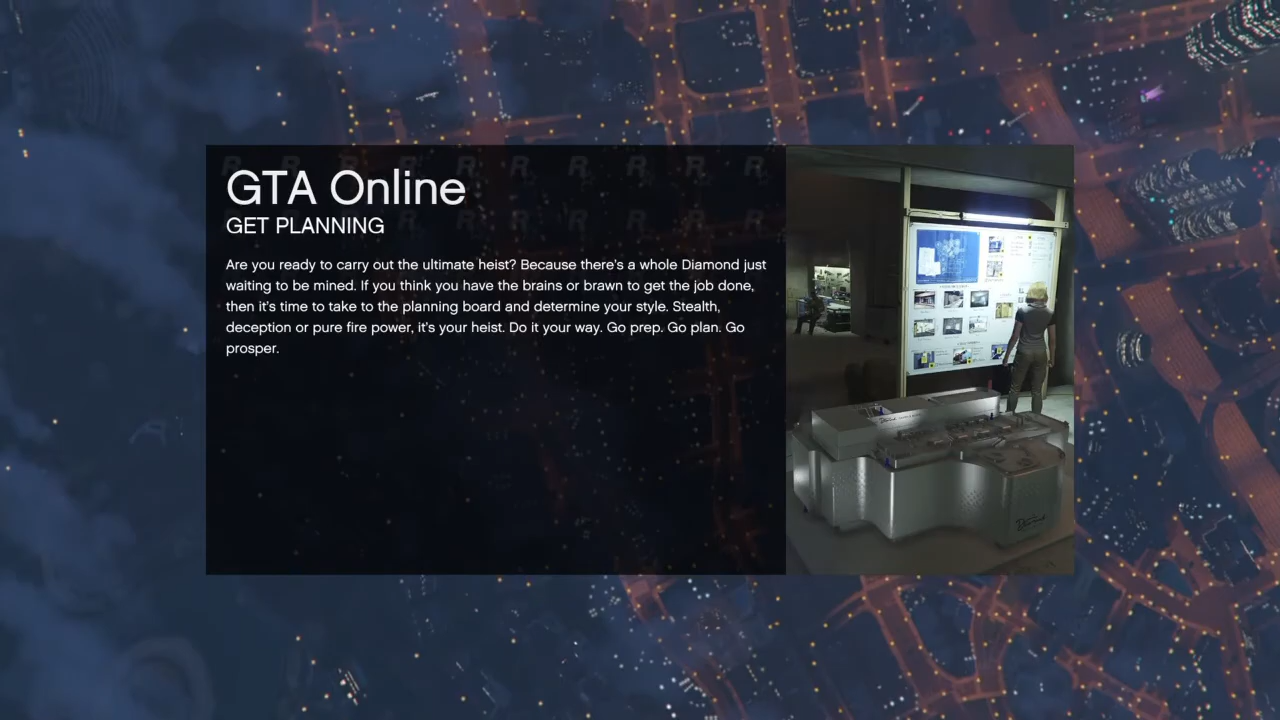 GTA Online
GET PLANNING
Are you ready to carry out the ultimate heist? Because there's a whole Diamond just
waiting to be mined. If you think you have the brains or brawn to get the job done,
then it's time to take to the planning board and determine your style. Stealth,
deception or pure fire power, it's your heist. Do it your way. Go prep. Go plan. Go
prosper.